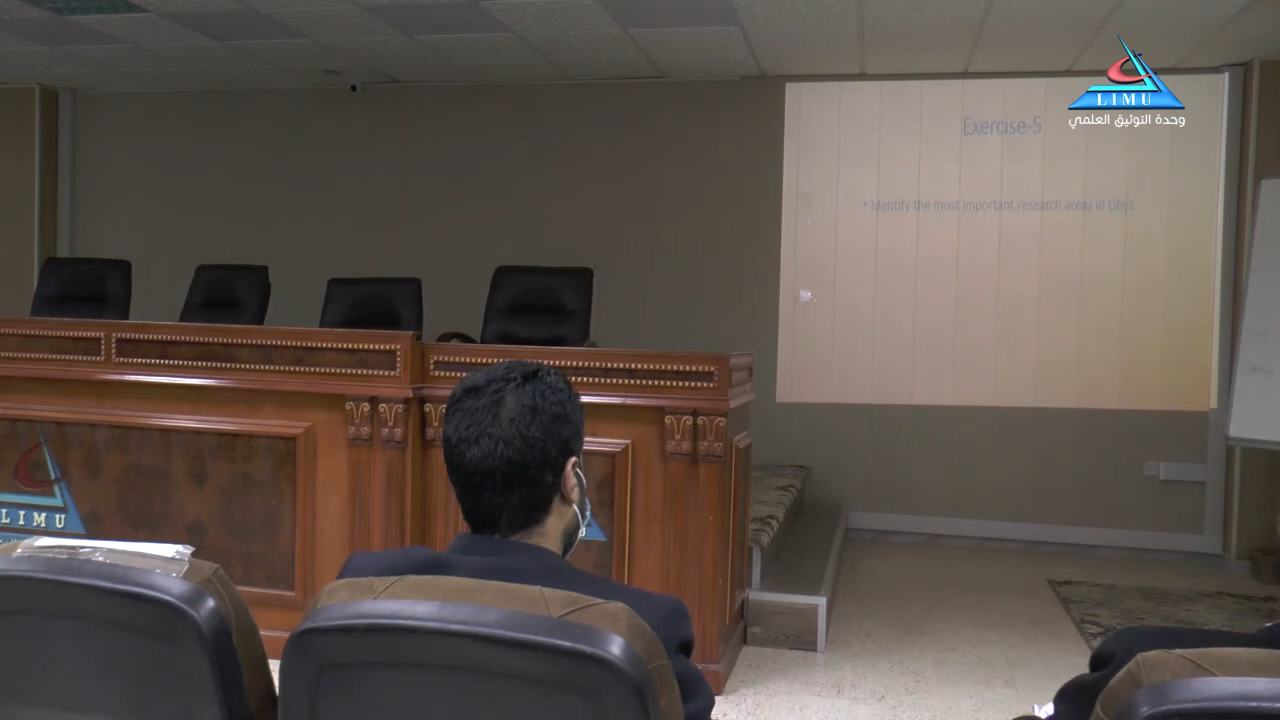 LIMU
وحدة التوثيق العلمي
Exercise-5
• Identify the most important research areas in Libya
LIMU